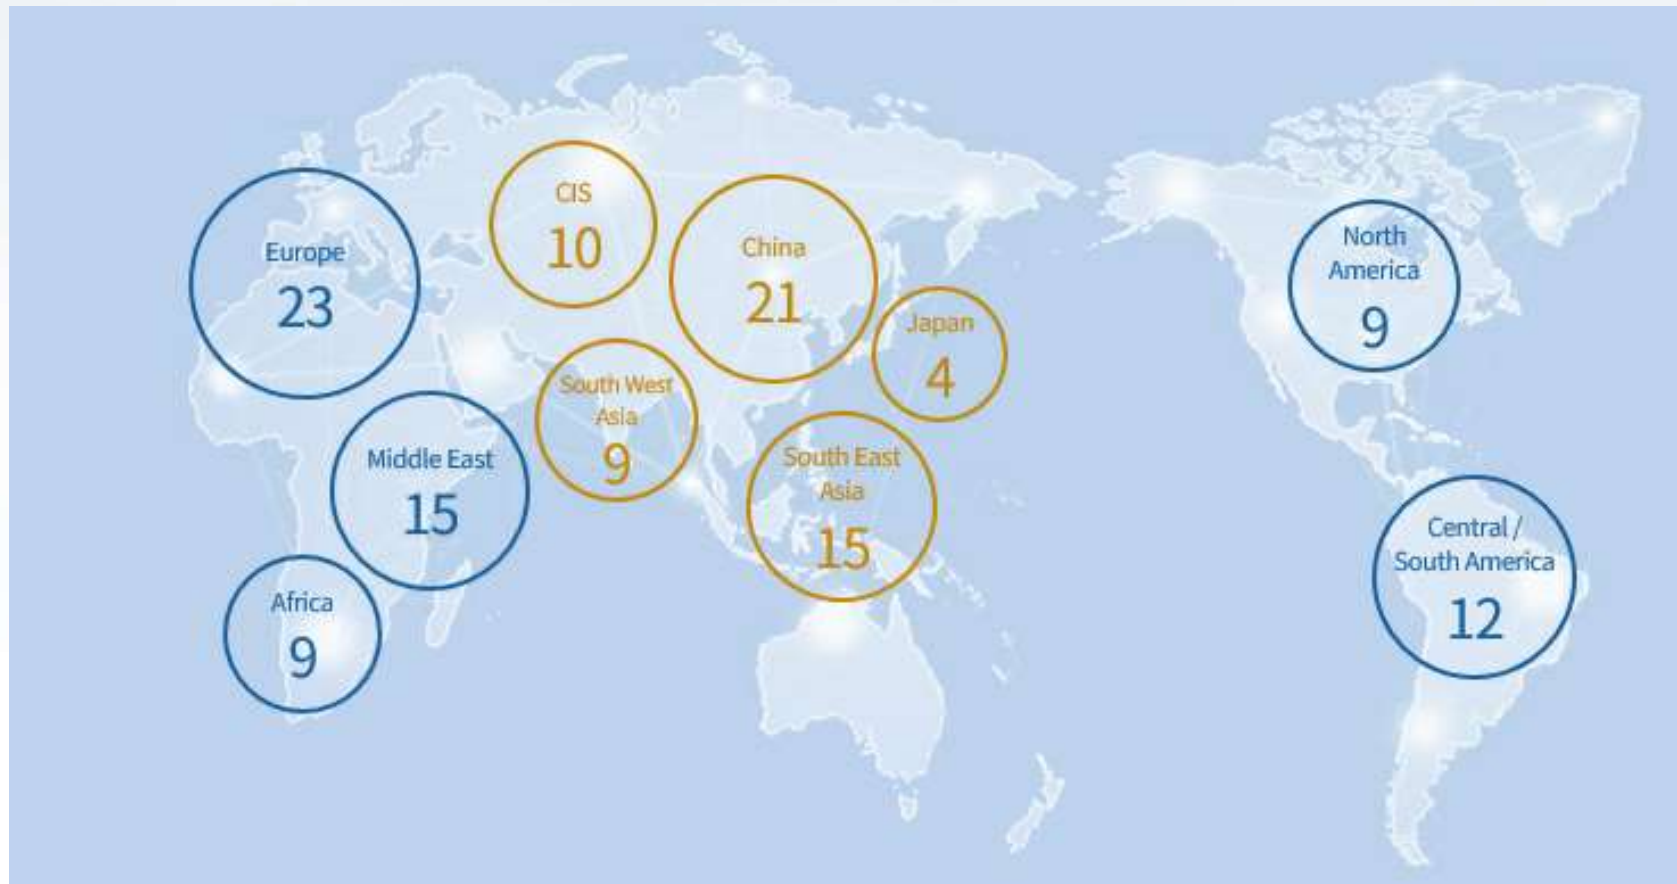 Europe
23
CIS
10
China
21
Japan
4
South West
Asia
9
South East
Asia
15
Middle East
15
Africa
9
North
America
9
Central /
South America
12